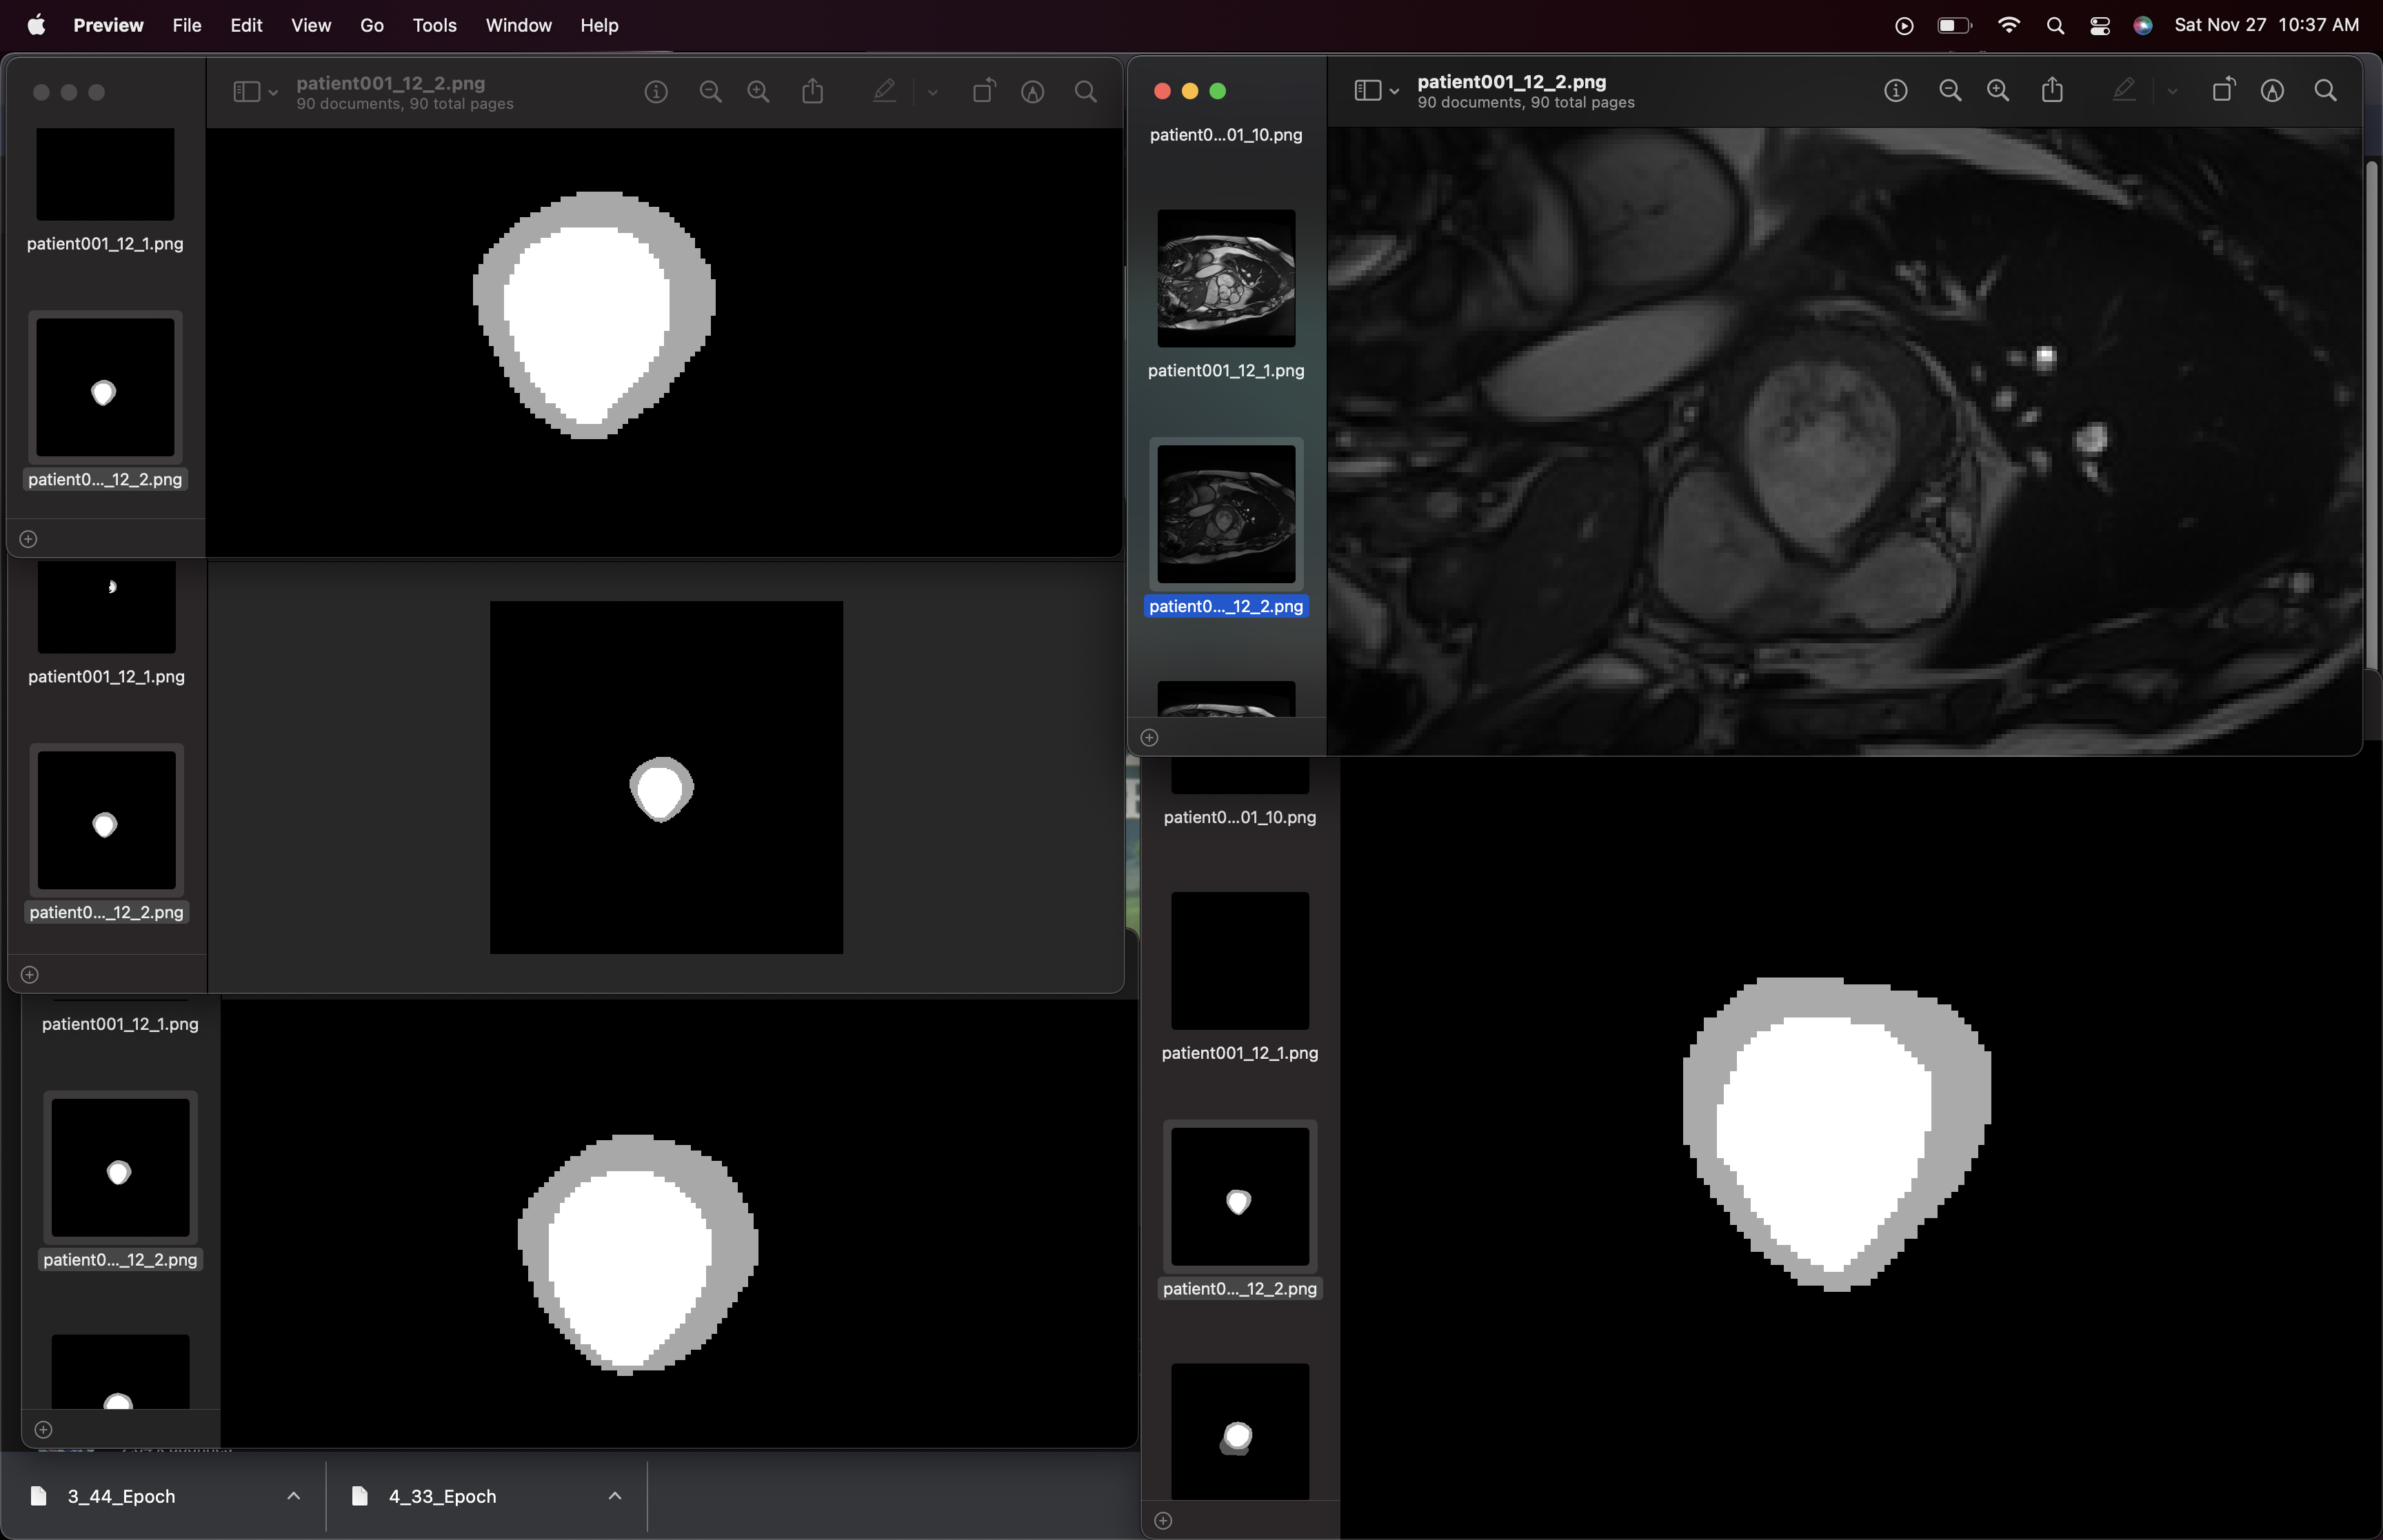 Preview File Edit View Go Tools Window Help
Sat Nov 27 10:37 AM
patient001_12_2.png
90 documents, 90 total pages
patient001_12_1.png
patient0..._12_2.png
patient001_12_1.png
patient0..._12_2.png
patient001_12_1.png
patient0..._12_2.png
patient001_12_2.png
90 documents, 90 total pages
patient0...01_10.png
patient001_12_1.png
patient0..._12_2.png
patient0...01_10.png
patient001_12_1.png
patient0..._12_2.png
3_44_Epoch
4_33_Epoch